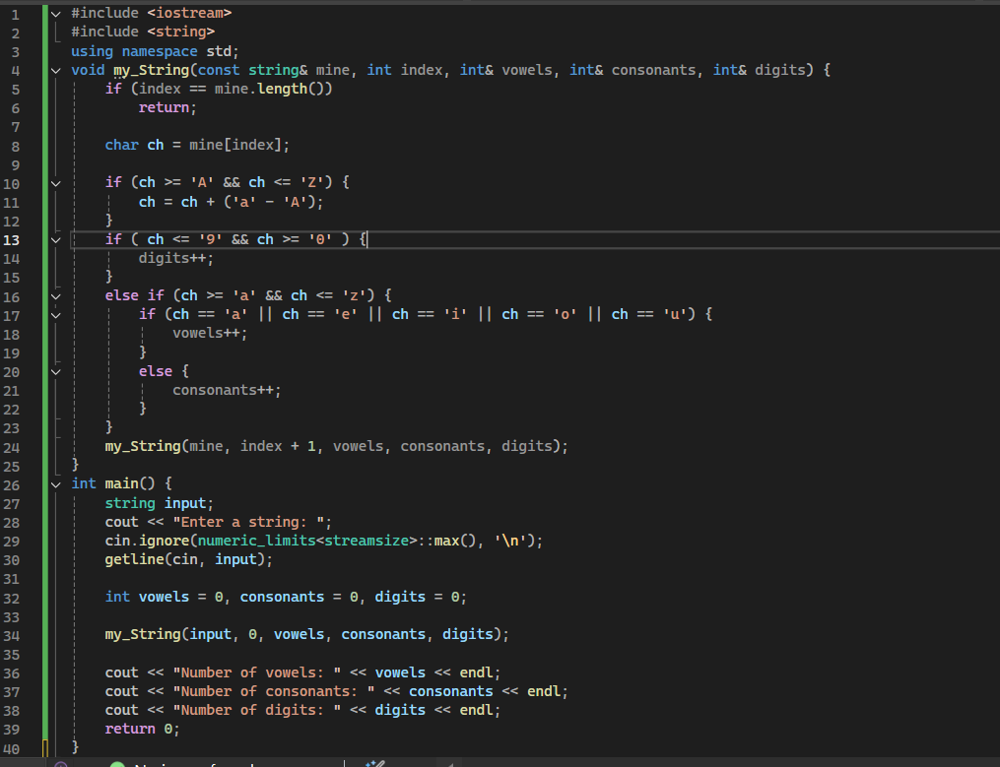 1 #include <iostream>
2 #include <string>
3 using namespace std;
4 void my_String(const string& mine, int index, int& vowels, int& consonants, int& digits) {
5     if (index == mine.length())
6         return;
7
8     char ch = mine[index];
9
10     if (ch >= 'A' && ch <= 'Z') {
11         ch = ch + ('a' - 'A');
12     }
13     if ( ch <= '9' && ch >= '0' ) {
14         digits++;
15     }
16     else if (ch >= 'a' && ch <= 'z') {
17         if (ch == 'a' || ch == 'e' || ch == 'i' || ch == 'o' || ch == 'u') {
18             vowels++;
19         }
20         else {
21             consonants++;
22         }
23     }
24     my_String(mine, index + 1, vowels, consonants, digits);
25 }
26 int main() {
27     string input;
28     cout << "Enter a string: ";
29     cin.ignore(numeric_limits<streamsize>::max(), '\n');
30     getline(cin, input);
31
32     int vowels = 0, consonants = 0, digits = 0;
33
34     my_String(input, 0, vowels, consonants, digits);
35
36     cout << "Number of vowels: " << vowels << endl;
37     cout << "Number of consonants: " << consonants << endl;
38     cout << "Number of digits: " << digits << endl;
39     return 0;
40 }